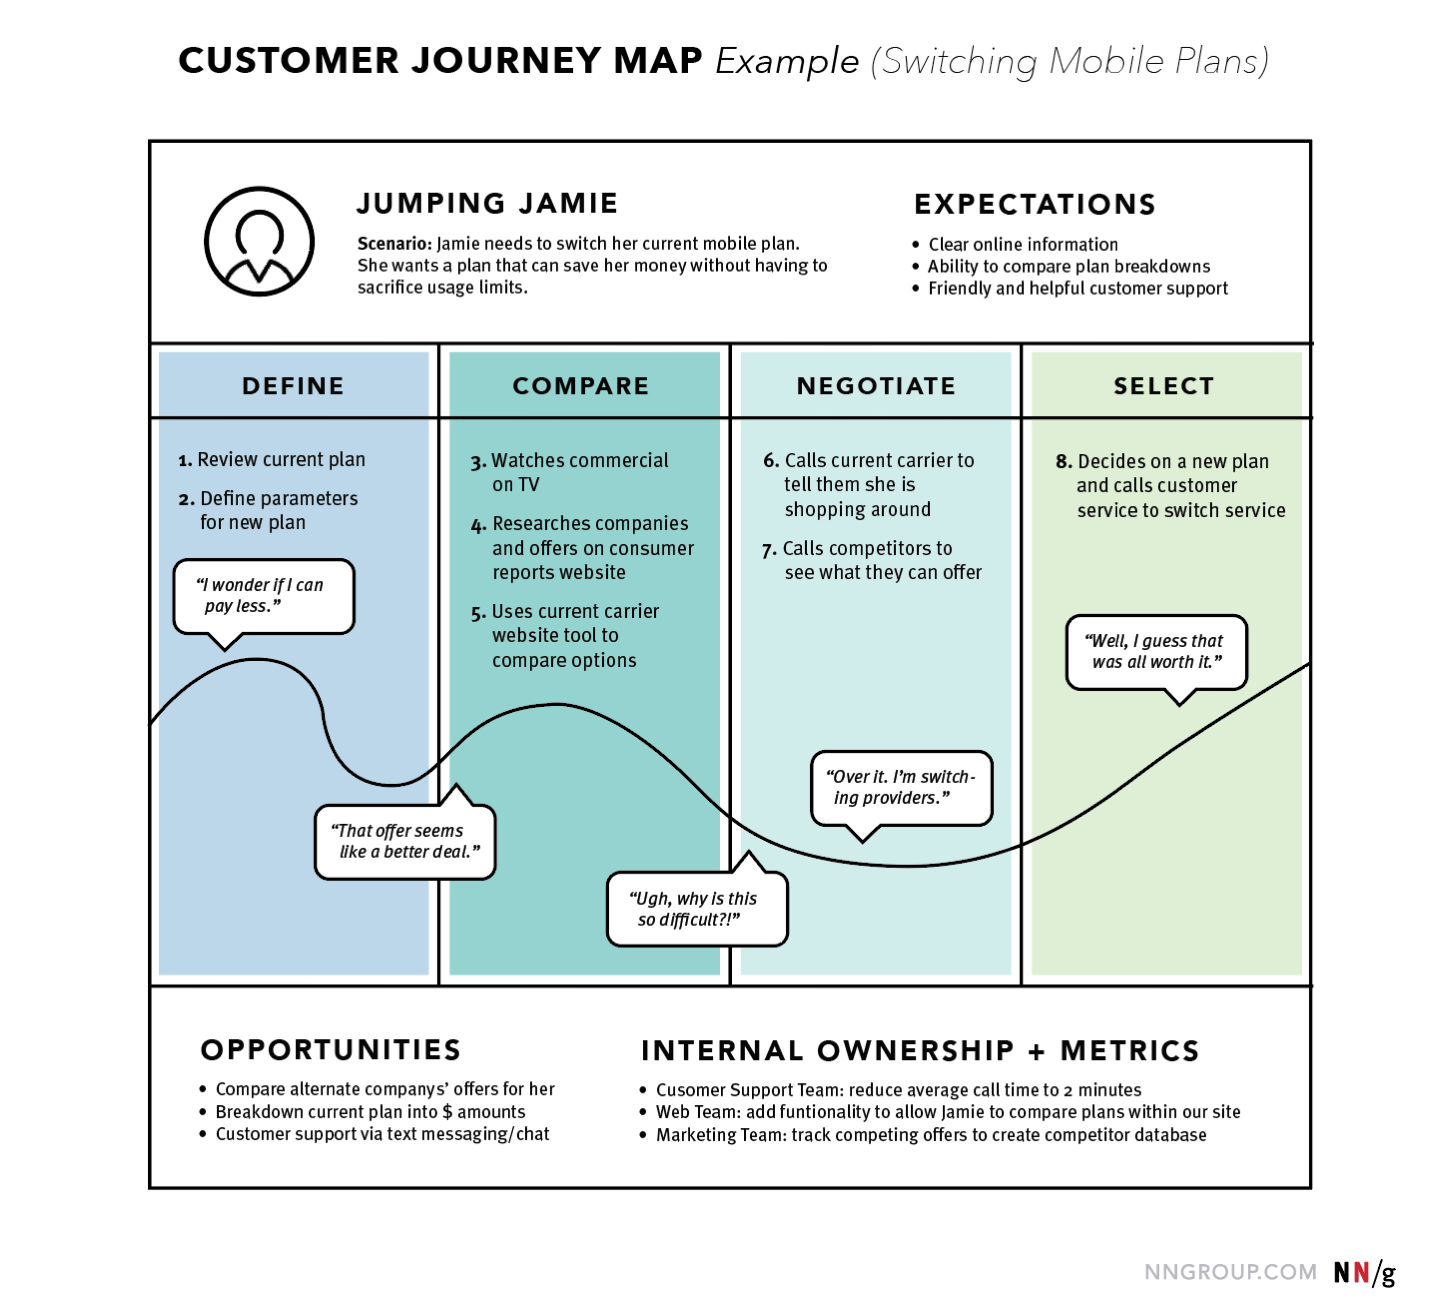 CUSTOMER JOURNEY MAP Example (Switching Mobile Plans)
JUMPING JAMIE
Scenario: Jamie needs to switch her current mobile plan.
She wants a plan that can save her money without having to
sacrifice usage limits.
EXPECTATIONS
• Clear online information
• Ability to compare plan breakdowns
• Friendly and helpful customer support
DEFINE
1. Review current plan
2. Define parameters
for new plan
“I wonder if I can
pay less.”
COMPARE
3. Watches commercial
on TV
4. Researches companies
and offers on consumer
reports website
5. Uses current carrier
website tool to
compare options
“That offer seems
like a better deal.”
NEGOTIATE
6. Calls current carrier to
tell them she is
shopping around
7. Calls competitors to
see what they can offer
“Ugh, why is this
so difficult?!”
“Over it. I’m switch-
ing providers.”
SELECT
8. Decides on a new plan
and calls customer
service to switch service
“Well, I guess that
was all worth it.”
OPPORTUNITIES
• Compare alternate companys’ offers for her
• Breakdown current plan into $ amounts
• Customer support via text messaging/chat
INTERNAL OWNERSHIP + METRICS
• Cusomer Support Team: reduce average call time to 2 minutes
• Web Team: add funtionality to allow Jamie to compare plans within our site
• Marketing Team: track competing offers to create competitor database
NNGROUP.COM NN/g